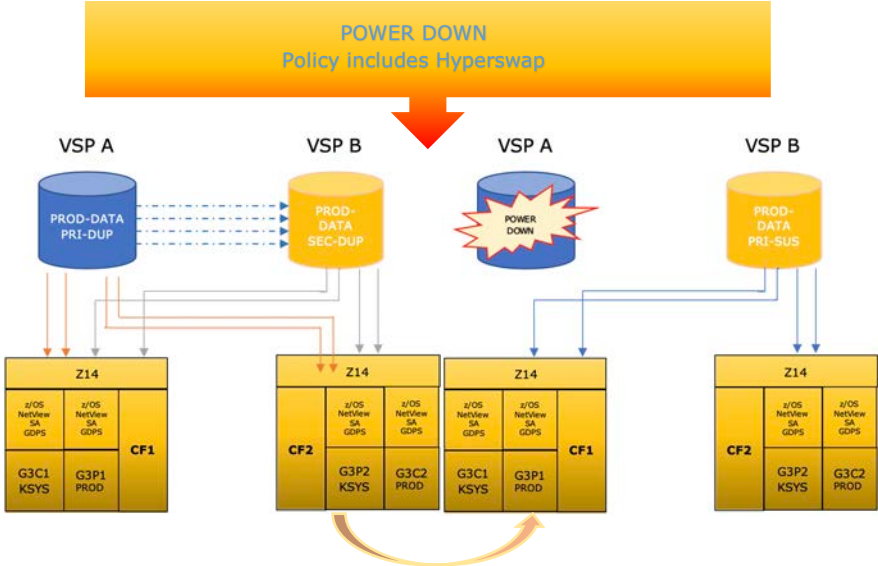 POWER DOWN
Policy includes Hyperswap
VSP A
VSP B
VSP A
VSP B
PROD-DATA
PRI-DUP
PROD-
DATA
SEC-DUP
POWER
DOWN
PROD-
DATA
PRI-SUS
Z14
z/OS
NetView
SA
GDPS
z/OS
NetView
SA
GDPS
CF1
G3C1
KSYS
G3P1
PROD
Z14
CF2
z/OS
NetView
SA
GDPS
z/OS
NetView
SA
GDPS
G3P2
KSYS
G3C2
PROD
Z14
z/OS
NetView
SA
GDPS
z/OS
NetView
SA
GDPS
CF1
G3C1
KSYS
G3P1
PROD
Z14
CF2
z/OS
NetView
SA
GDPS
z/OS
NetView
SA
GDPS
G3P2
KSYS
G3C2
PROD